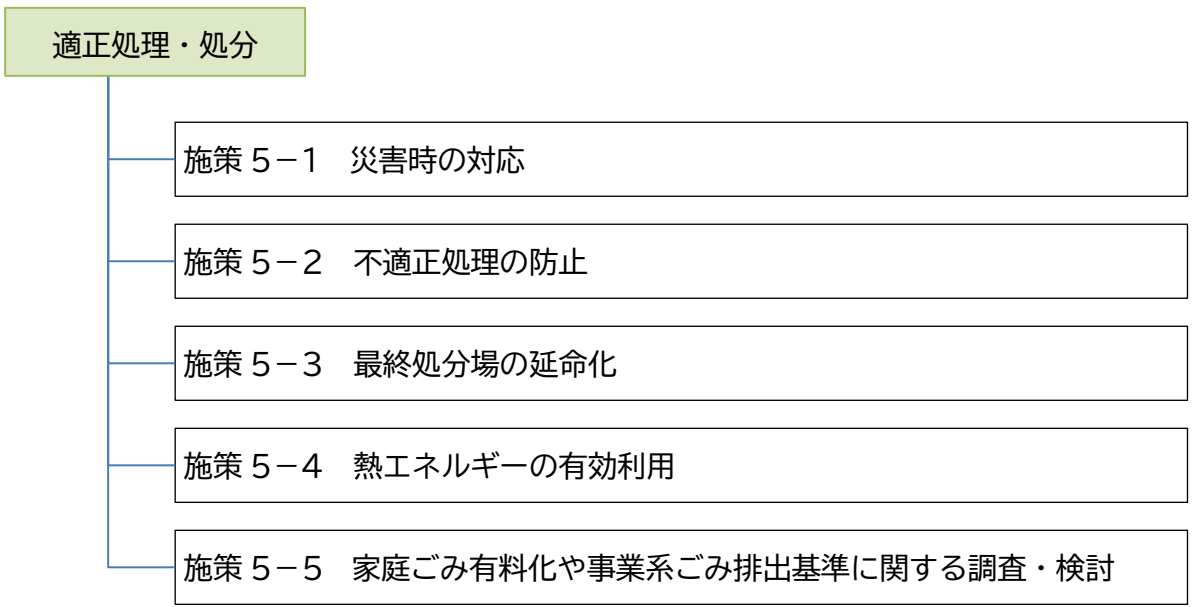 適正処理・処分
施策５－１　災害時の対応
施策５－２　不適正処理の防止
施策５－３　最終処分場の延命化
施策５－４　熱エネルギーの有効利用
施策５－５　家庭ごみ有料化や事業系ごみ排出基準に関する調査・検討